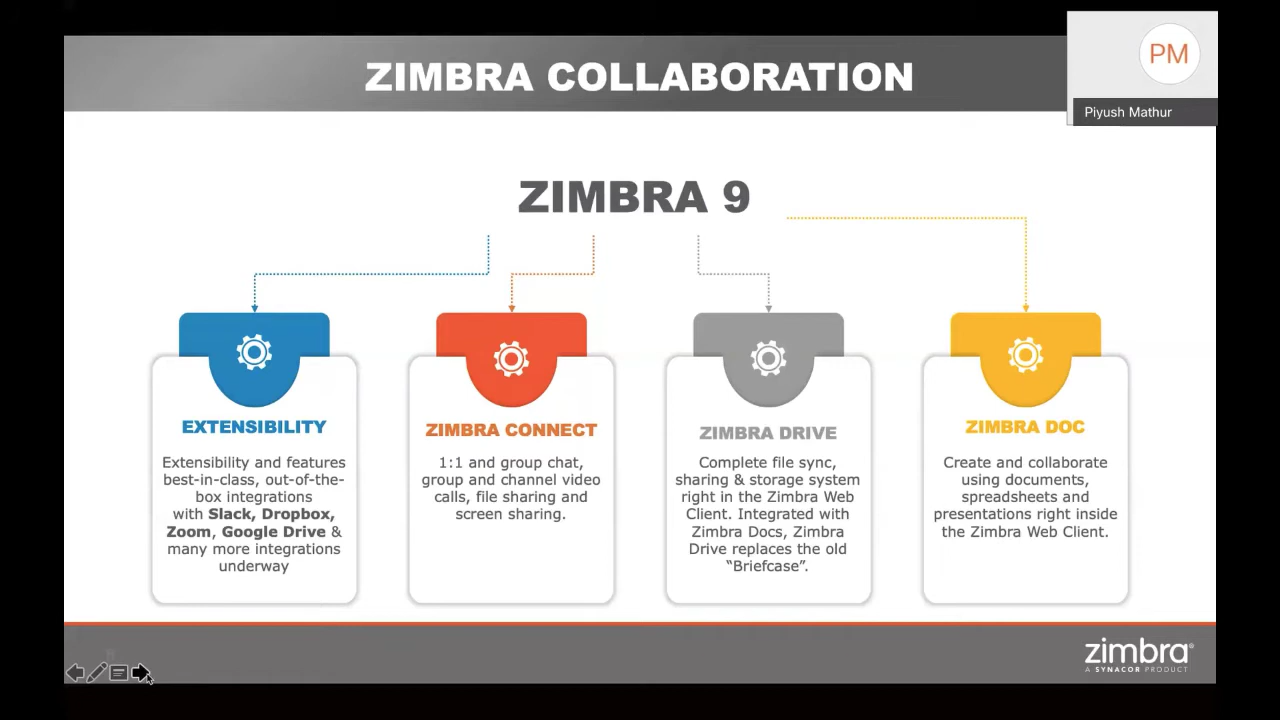 ZIMBRA COLLABORATION
PM
Piyush Mathur
ZIMBRA 9
EXTENSIBILITY
Extensibility and features
best-in-class, out-of-the-
box integrations
with Slack, Dropbox,
Zoom, Google Drive &
many more integrations
underway
ZIMBRA CONNECT
1:1 and group chat,
group and channel video
calls, file sharing and
screen sharing.
ZIMBRA DRIVE
Complete file sync,
sharing & storage system
right in the Zimbra Web
Client. Integrated with
Zimbra Docs, Zimbra
Drive replaces the old
“Briefcase”.
ZIMBRA DOC
Create and collaborate
using documents,
spreadsheets and
presentations right inside
the Zimbra Web Client.
zimbra®
A SYNACOR PRODUCT